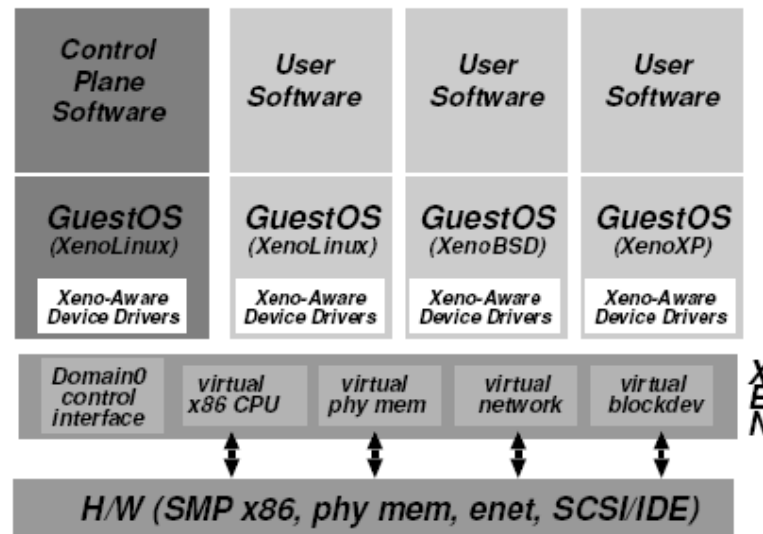 Control
Plane
Software
User
Software
User
Software
User
Software
GuestOS
(XenoLinux)
Xeno-Aware
Device Drivers
GuestOS
(XenoLinux)
Xeno-Aware
Device Drivers
GuestOS
(XenoBSD)
Xeno-Aware
Device Drivers
GuestOS
(XenoXP)
Xeno-Aware
Device Drivers
Domain0
control
interface
virtual
x86 CPU
virtual
phy mem
virtual
network
virtual
blockdev
X
E
N
H/W (SMP x86, phy mem, enet, SCSI/IDE)